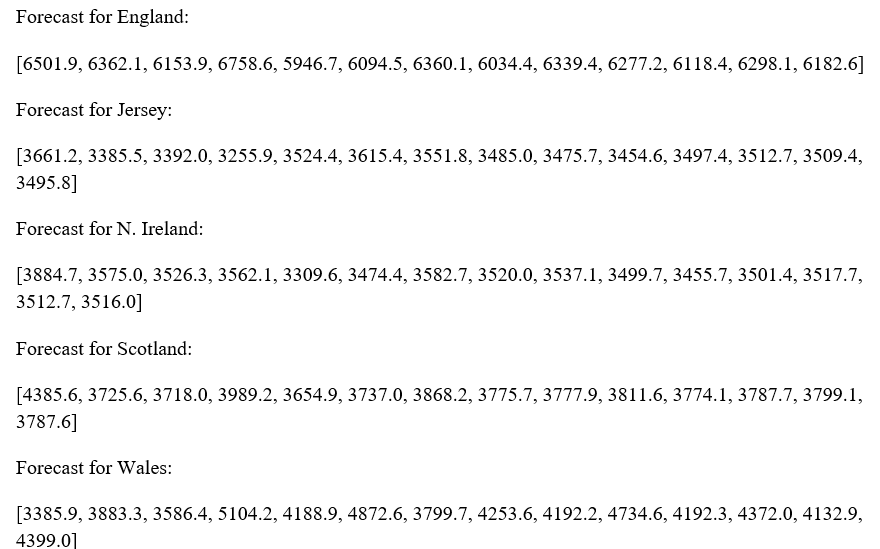 Forecast for England:
[6501.9, 6362.1, 6153.9, 6758.6, 5946.7, 6094.5, 6360.1, 6034.4, 6339.4, 6277.2, 6118.4, 6298.1, 6182.6]
Forecast for Jersey:
[3661.2, 3385.5, 3392.0, 3255.9, 3524.4, 3615.4, 3551.8, 3485.0, 3475.7, 3454.6, 3497.4, 3512.7, 3509.4,
3495.8]
Forecast for N. Ireland:
[3884.7, 3575.0, 3526.3, 3562.1, 3309.6, 3474.4, 3582.7, 3520.0, 3537.1, 3499.7, 3455.7, 3501.4, 3517.7,
3512.7, 3516.0]
Forecast for Scotland:
[4385.6, 3725.6, 3718.0, 3989.2, 3654.9, 3737.0, 3868.2, 3775.7, 3777.9, 3811.6, 3774.1, 3787.7, 3799.1,
3787.6]
Forecast for Wales:
[3385.9, 3883.3, 3586.4, 5104.2, 4188.9, 4872.6, 3799.7, 4253.6, 4192.2, 4734.6, 4192.3, 4372.0, 4132.9,
4399.0]